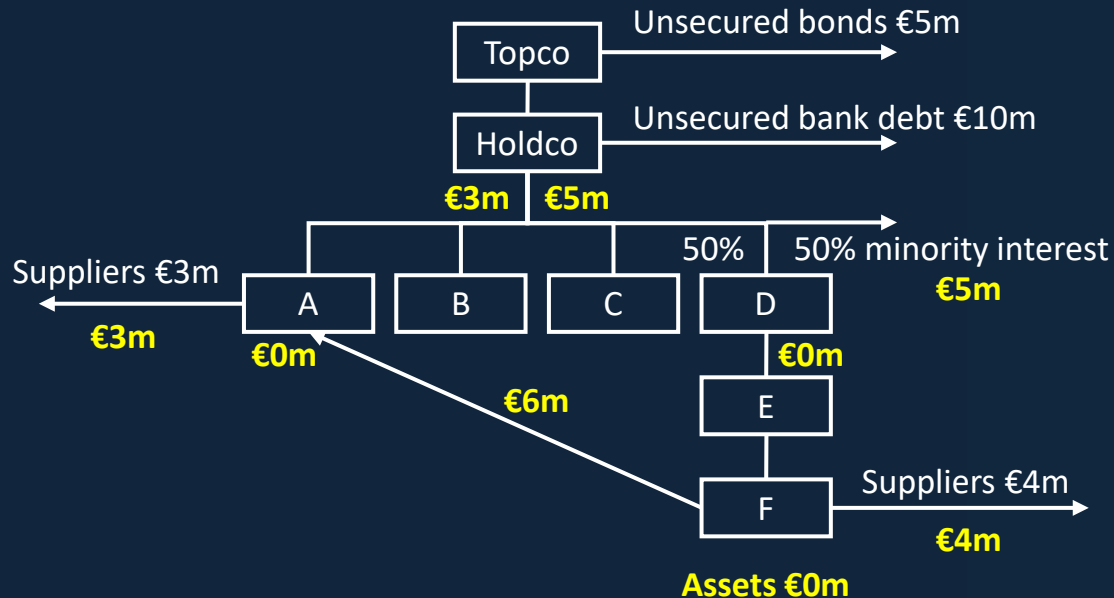 Unsecured bonds €5m
Topco
Unsecured bank debt €10m
Holdco
€3m €5m
50% 50% minority interest
€5m
Suppliers €3m
€3m
A B C D
€0m €0m
€6m
E
Suppliers €4m
F
€4m
Assets €0m